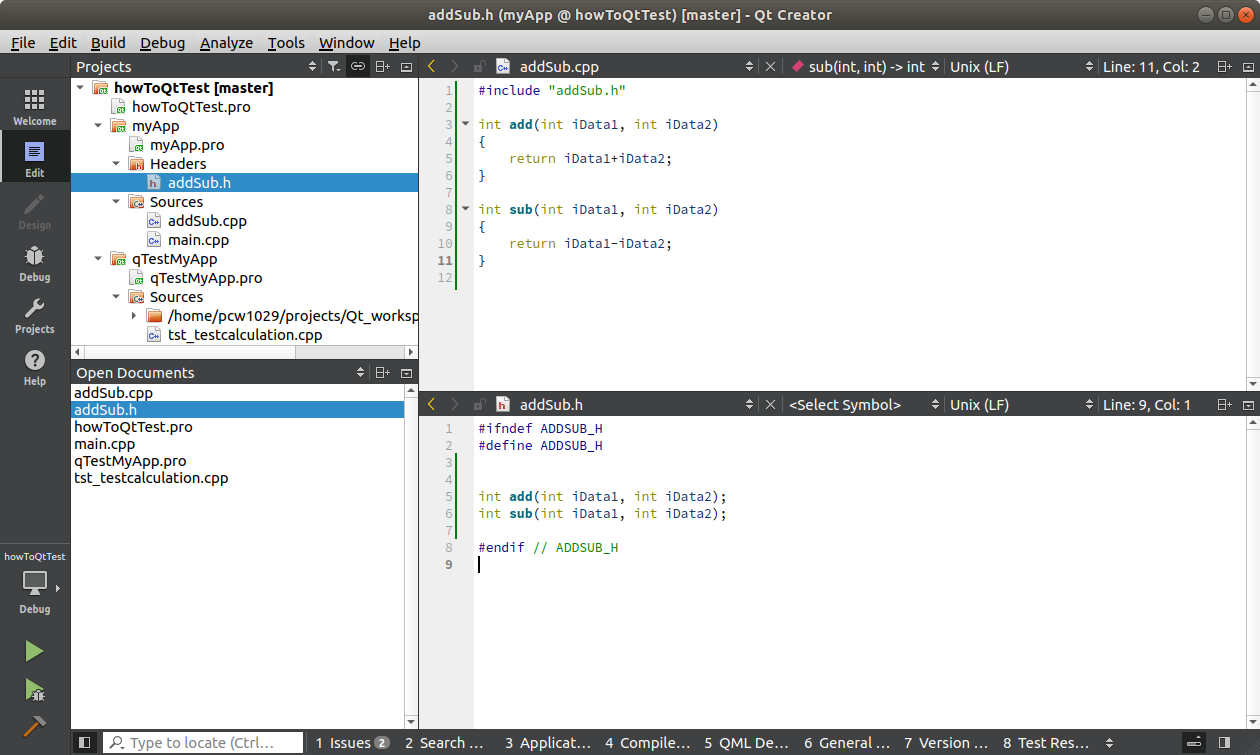 addSub.h (myApp @ howToQtTest) [master] - Qt Creator
File Edit Build Debug Analyze Tools Window Help
Welcome
Edit
Design
Debug
Projects
Help
howToQtTest
Debug
Projects
howToQtTest [master]
howToQtTest.pro
myApp
myApp.pro
Headers
addSub.h
Sources
addSub.cpp
main.cpp
qTestMyApp
qTestMyApp.pro
Sources
/home/pcw1029/projects/Qt_worksp
tst_testcalculation.cpp
Open Documents
addSub.cpp
addSub.h
howToQtTest.pro
main.cpp
qTestMyApp.pro
tst_testcalculation.cpp
addSub.cpp sub(int, int) -> int Unix (LF) Line: 11, Col: 2
1 #include "addSub.h"
2
3 int add(int iData1, int iData2)
4 {
5 return iData1+iData2;
6 }
7
8 int sub(int iData1, int iData2)
9 {
10 return iData1-iData2;
11 }
12
addSub.h <Select Symbol> Unix (LF) Line: 9, Col: 1
1 #ifndef ADDSUB_H
2 #define ADDSUB_H
3
4
5 int add(int iData1, int iData2);
6 int sub(int iData1, int iData2);
7
8 #endif // ADDSUB_H
9
Type to locate (Ctrl... 1 Issues 2 2 Search ... 3 Applicat... 4 Compile... 5 QML De... 6 General ... 7 Version ... 8 Test Res...